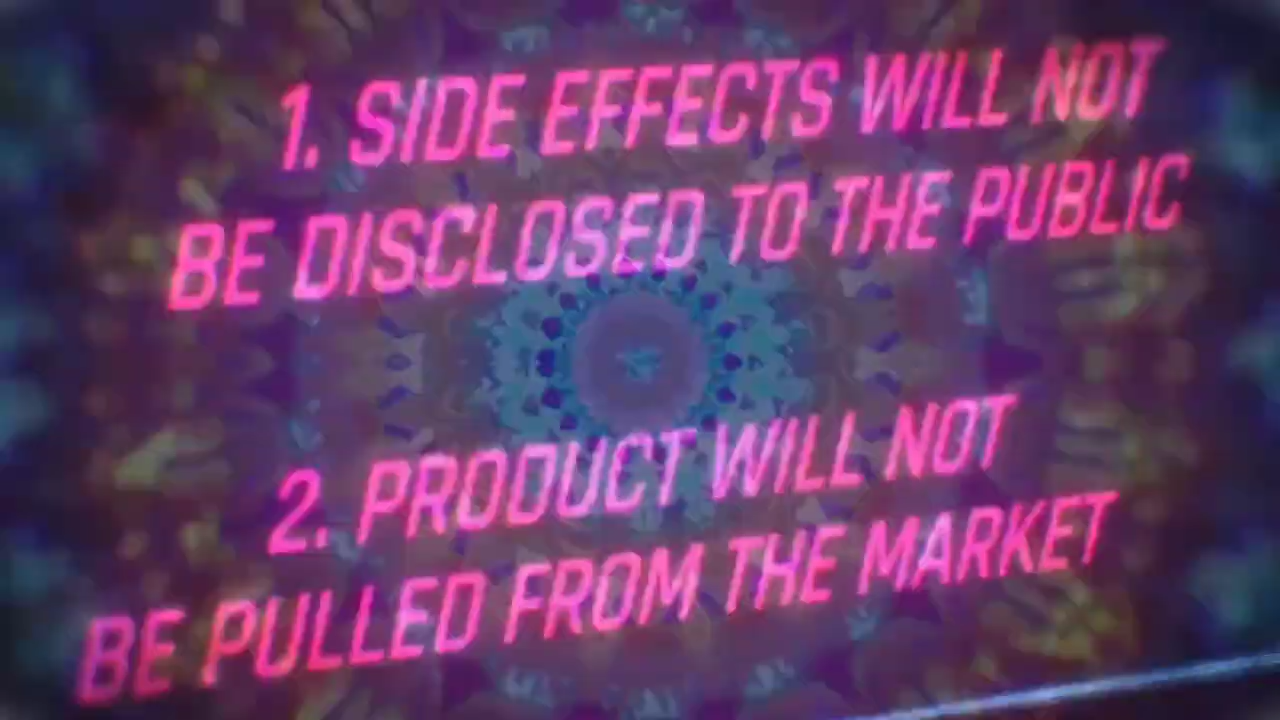 1. SIDE EFFECTS WILL NOT
BE DISCLOSED TO THE PUBLIC
2. PRODUCT WILL NOT
BE PULLED FROM THE MARKET